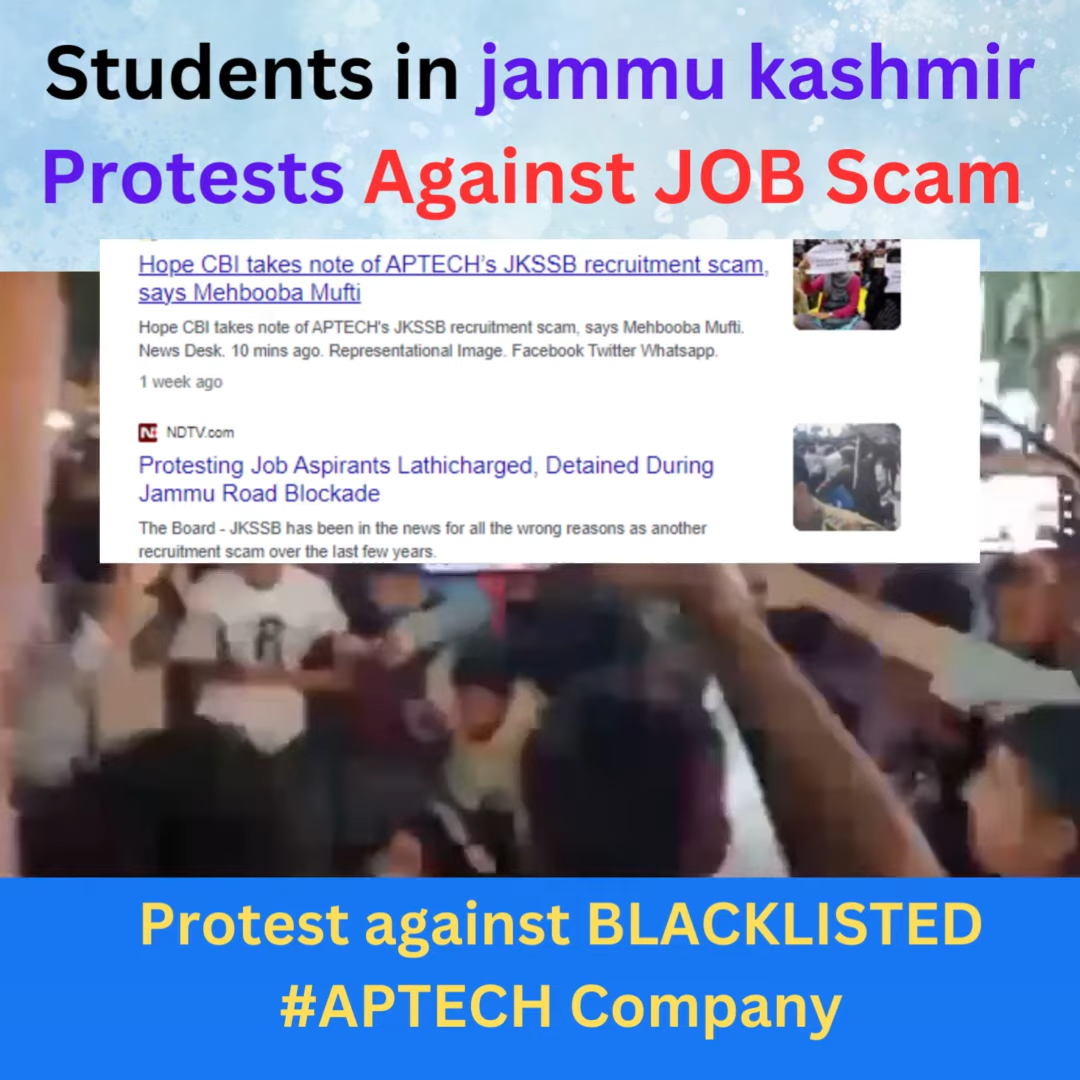 Students in jammu kashmir
Protests Against JOB Scam
Hope CBI takes note of APTECH's JKSSB recruitment scam,
says Mehbooba Mufti
Hope CBI takes note of APTECH's JKSSB recruitment scam, says Mehbooba Mufti.
News Desk. 10 mins ago. Representational Image. Facebook Twitter Whatsapp.
1 week ago
N NDTV.com
Protesting Job Aspirants Lathicharged, Detained During
Jammu Road Blockade
The Board - JKSSB has been in the news for all the wrong reasons as another
recruitment scam over the last few years.
Protest against BLACKLISTED
#APTECH Company